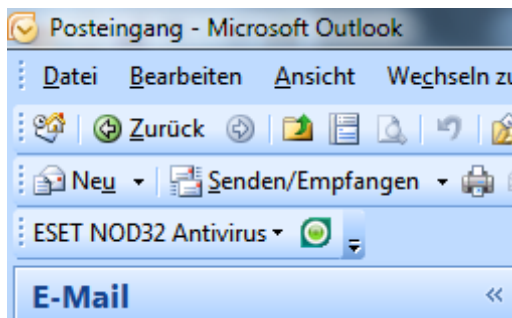 Posteingang - Microsoft Outlook
Datei Bearbeiten Ansicht Wechseln zu
Zurück
Neu Senden/Empfangen
ESET NOD32 Antivirus
E-Mail